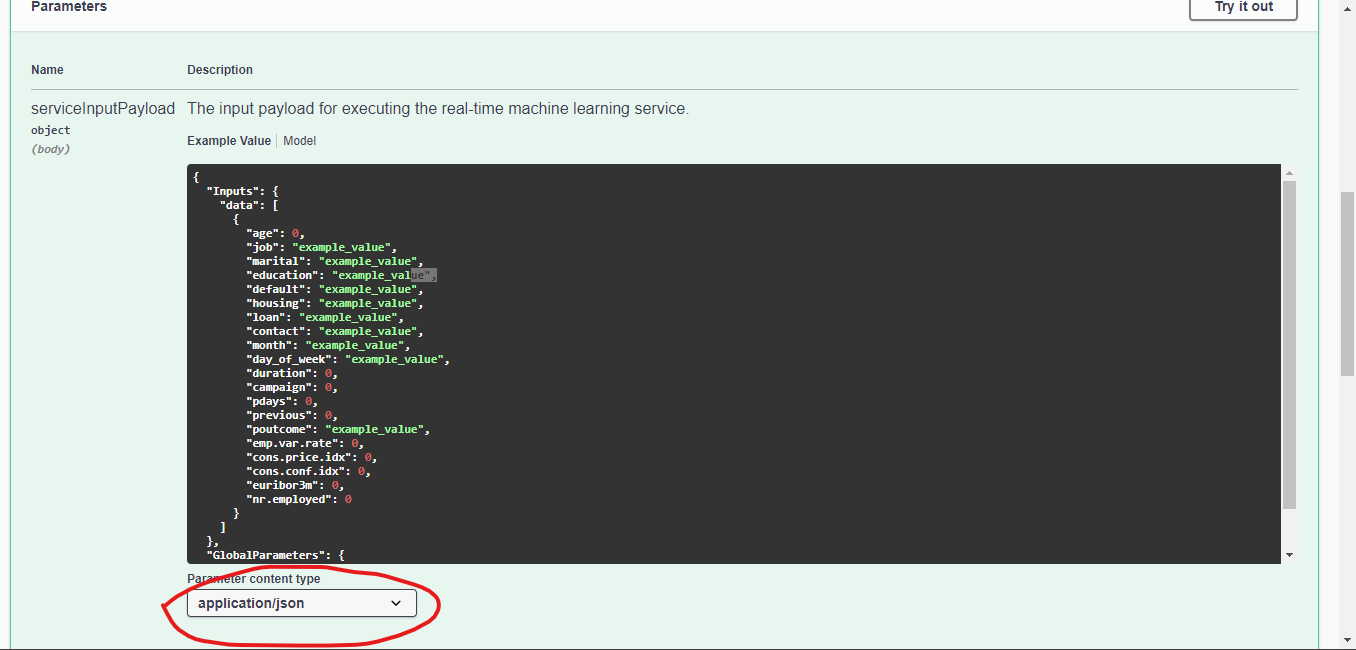 Parameters
Try it out
Name Description
serviceInputPayload The input payload for executing the real-time machine learning service.
object
(body)
Example Value Model
{
"Inputs": {
"data": [
{
"age": 0,
"job": "example_value",
"marital": "example_value",
"education": "example_value",
"default": "example_value",
"housing": "example_value",
"loan": "example_value",
"contact": "example_value",
"month": "example_value",
"day_of_week": "example_value",
"duration": 0,
"campaign": 0,
"pdays": 0,
"previous": 0,
"poutcome": "example_value",
"emp.var.rate": 0,
"cons.price.idx": 0,
"cons.conf.idx": 0,
"euribor3m": 0,
"nr.employed": 0
}
]
},
"GlobalParameters": {
Parameter content type
application/json